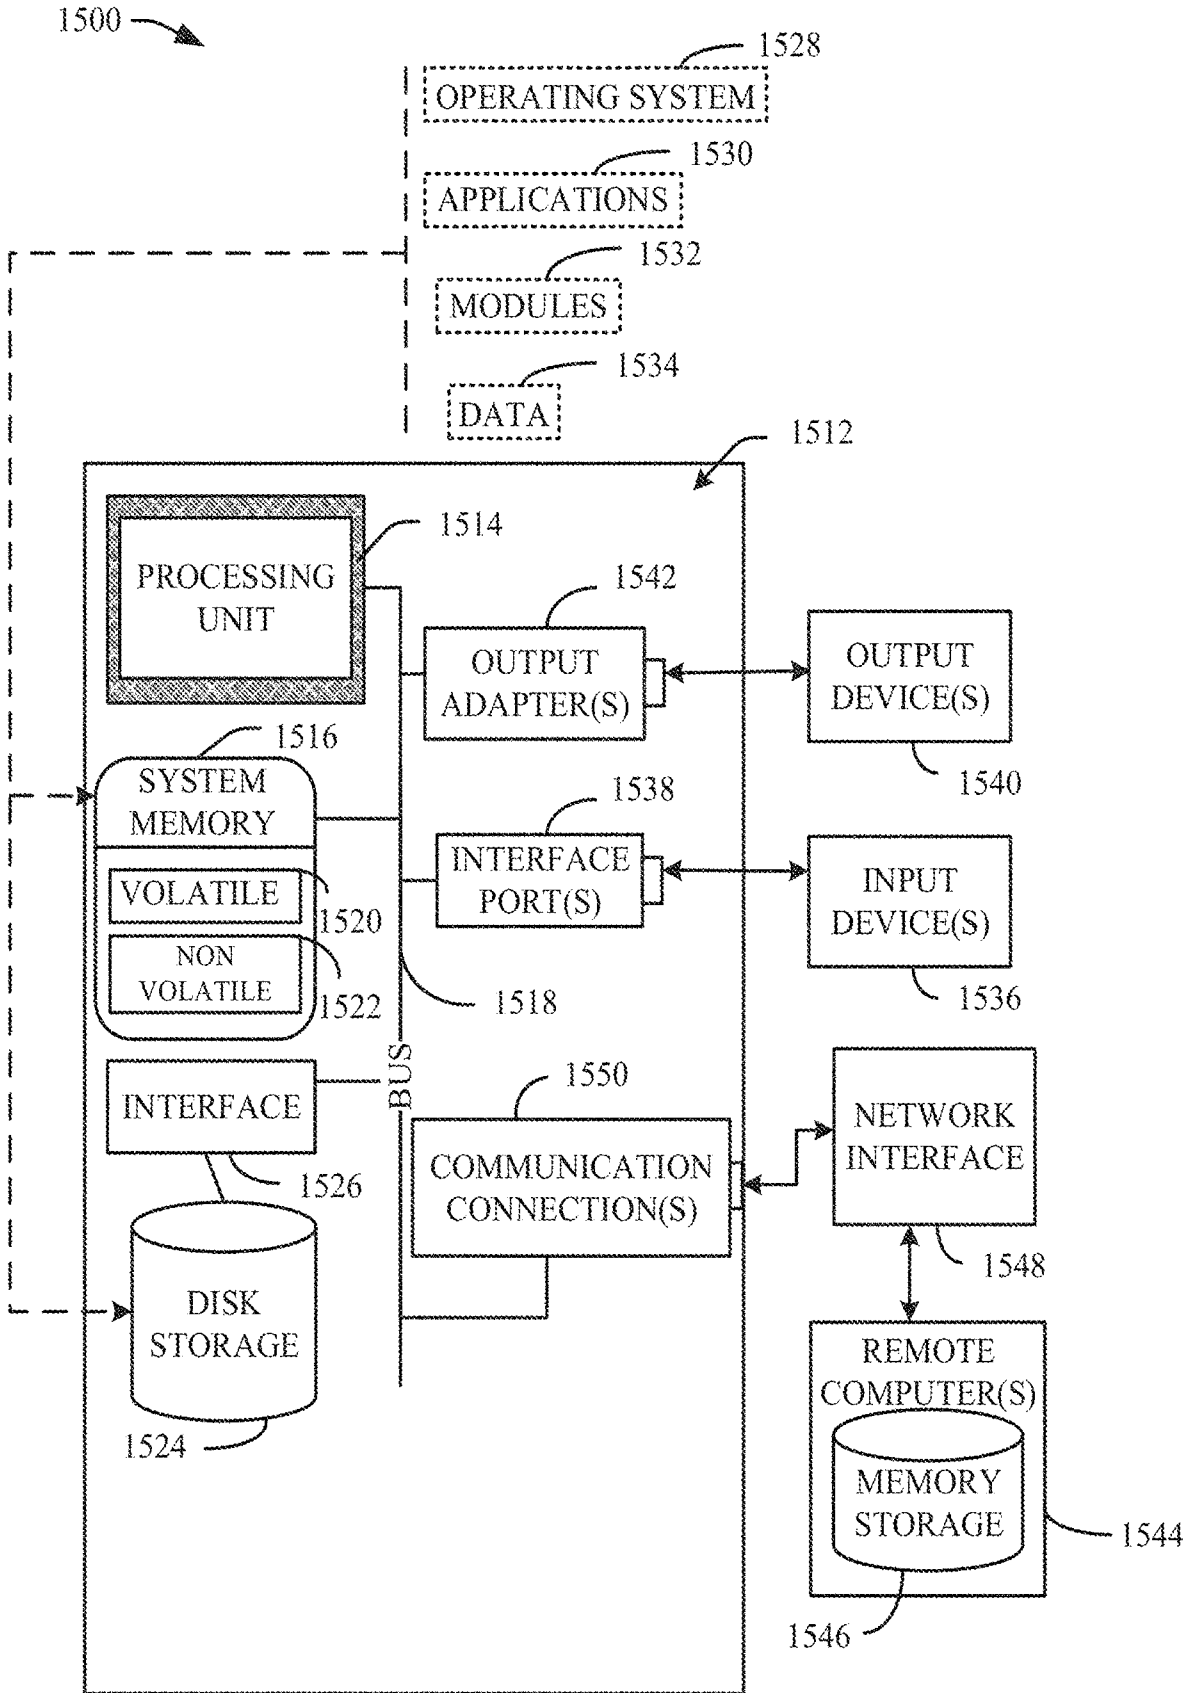 1500
1528
OPERATING SYSTEM
1530
APPLICATIONS
1532
MODULES
1534
DATA
1512
1514
PROCESSING
UNIT
1542
OUTPUT
ADAPTER(S)
OUTPUT
DEVICE(S)
1540
1516
SYSTEM
MEMORY
VOLATILE
1520
NON
VOLATILE
1522
1538
INTERFACE
PORT(S)
INPUT
DEVICE(S)
1536
1518
BUS
INTERFACE
1526
1550
COMMUNICATION
CONNECTION(S)
NETWORK
INTERFACE
1548
DISK
STORAGE
1524
REMOTE
COMPUTER(S)
MEMORY
STORAGE
1544
1546